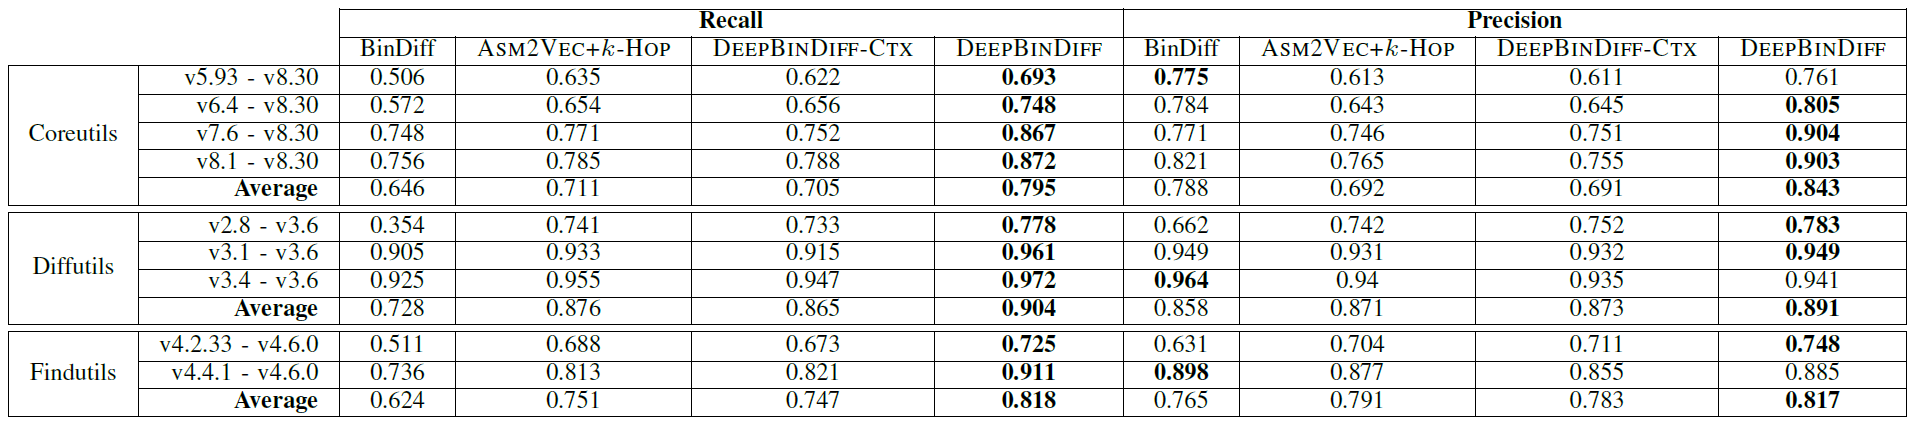 Recall Precision
BinDiff ASM2VEC+k-HOP DEEPBINDIFF-CTX DEEPBINDIFF BinDiff ASM2VEC+k-HOP DEEPBINDIFF-CTX DEEPBINDIFF
Coreutils
v5.93 - v8.30 0.506 0.635 0.622 0.693 0.775 0.613 0.611 0.761
v6.4 - v8.30 0.572 0.654 0.656 0.748 0.784 0.643 0.645 0.805
v7.6 - v8.30 0.748 0.771 0.752 0.867 0.771 0.746 0.751 0.904
v8.1 - v8.30 0.756 0.785 0.788 0.872 0.821 0.765 0.755 0.903
Average 0.646 0.711 0.705 0.795 0.788 0.692 0.691 0.843
Diffutils
v2.8 - v3.6 0.354 0.741 0.733 0.778 0.662 0.742 0.752 0.783
v3.1 - v3.6 0.905 0.933 0.915 0.961 0.949 0.931 0.932 0.949
v3.4 - v3.6 0.925 0.955 0.947 0.972 0.964 0.94 0.935 0.941
Average 0.728 0.876 0.865 0.904 0.858 0.871 0.873 0.891
Findutils
v4.2.33 - v4.6.0 0.511 0.688 0.673 0.725 0.631 0.704 0.711 0.748
v4.4.1 - v4.6.0 0.736 0.813 0.821 0.911 0.898 0.877 0.855 0.885
Average 0.624 0.751 0.747 0.818 0.765 0.791 0.783 0.817